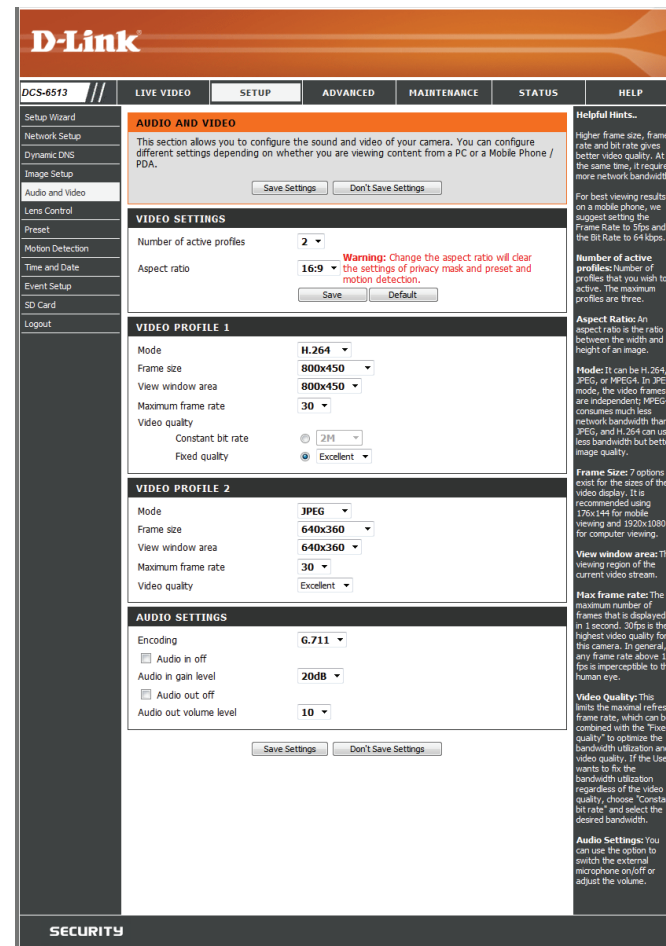 D-Link
DCS-6513 // LIVE VIDEO SETUP ADVANCED MAINTENANCE STATUS HELP
Setup Wizard
Network Setup
Dynamic DNS
Image Setup
Audio and Video
Lens Control
Preset
Motion Detection
Time and Date
Event Setup
SD Card
Logout
AUDIO AND VIDEO
This section allows you to configure the sound and video of your camera. You can configure
different settings depending on whether you are viewing content from a PC or a Mobile Phone /
PDA.
Save Settings Don't Save Settings
VIDEO SETTINGS
Number of active profiles 2
Aspect ratio 16:9
Warning: Change the aspect ratio will clear
the settings of privacy mask and preset and
motion detection.
Save Default
VIDEO PROFILE 1
Mode H.264
Frame size 800x450
View window area 800x450
Maximum frame rate 30
Video quality
Constant bit rate 2M
Fixed quality Excellent
VIDEO PROFILE 2
Mode JPEG
Frame size 640x360
View window area 640x360
Maximum frame rate 30
Video quality Excellent
AUDIO SETTINGS
Encoding G.711
Audio in off
Audio in gain level 20dB
Audio out off
Audio out volume level 10
Save Settings Don't Save Settings
Helpful Hints..
Higher frame size, frame
rate and bit rate gives
better video quality. At
the same time, it require
more network bandwidth
For best viewing results
on a mobile phone, we
suggest setting the
Frame Rate to 5fps and
the Bit Rate to 64 kbps.
Number of active
profiles: Number of
profiles that you wish to
active. The maximum
profiles are three.
Aspect Ratio: An
aspect ratio is the ratio
between the width and
height of an image.
Mode: It can be H.264,
JPEG, or MPEG4. In JPE
mode, the video frames
are independent; MPEG
consumes much less
network bandwidth than
JPEG, and H.264 can us
less bandwidth but bett
image quality.
Frame Size: 7 options
exist for the sizes of the
video display. It is
recommended using
176x144 for mobile
viewing and 1920x1080
for computer viewing.
View window area: Th
viewing region of the
current video stream.
Max frame rate: The
maximum number of
frames that is displayed
in 1 second. 30fps is the
highest video quality for
this camera. In general,
any frame rate above 1
fps is imperceptible to th
human eye.
Video Quality: This
limits the maximal refres
frame rate, which can b
combined with the "Fixe
quality" to optimize the
bandwidth utilization and
video quality. If the Use
wants to fix the
bandwidth utilization
regardless of the video
quality, choose "Consta
bit rate" and select the
desired bandwidth.
Audio Settings: You
can use the option to
switch the external
microphone on/off or
adjust the volume.
SECURITY